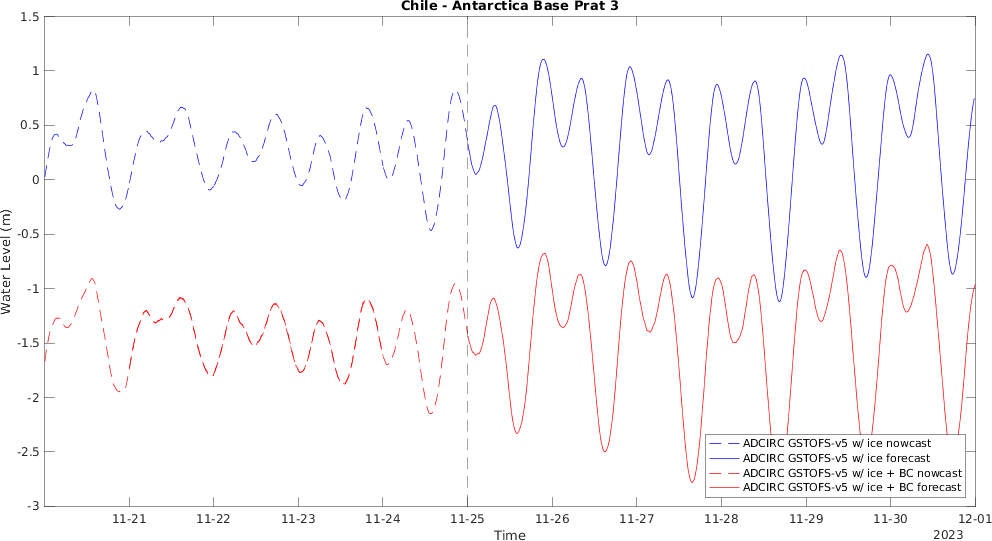 Chile - Antarctica Base Prat 3
1.5
1
0.5
0
-0.5
-1
-1.5
-2
-2.5
-3
Water Level (m)
11-21 11-22 11-23 11-24 11-25 11-26 11-27 11-28 11-29 11-30 12-01
Time
2023
ADCIRC GSTOFS-v5 w/ ice nowcast
ADCIRC GSTOFS-v5 w/ ice forecast
ADCIRC GSTOFS-v5 w/ ice + BC nowcast
ADCIRC GSTOFS-v5 w/ ice + BC forecast